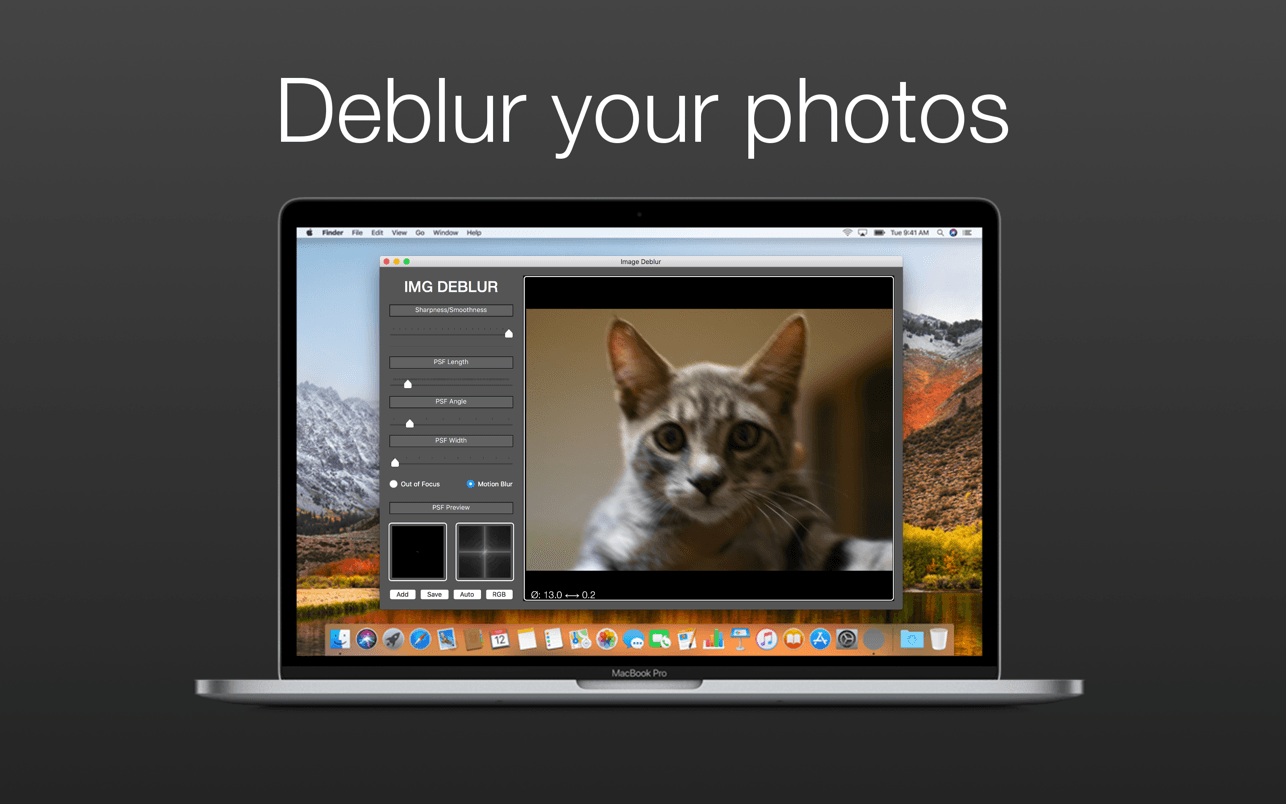 Deblur your photos
Finder File Edit View Go Window Help
Tue 9:41 AM
Image Deblur
IMG DEBLUR
Sharpness/Smoothness
PSF Length
PSF Angle
PSF Width
Out of Focus Motion Blur
PSF Preview
Add Save Auto RGB
Ø: 13.0 ⟷ 0.2
12
MacBook Pro